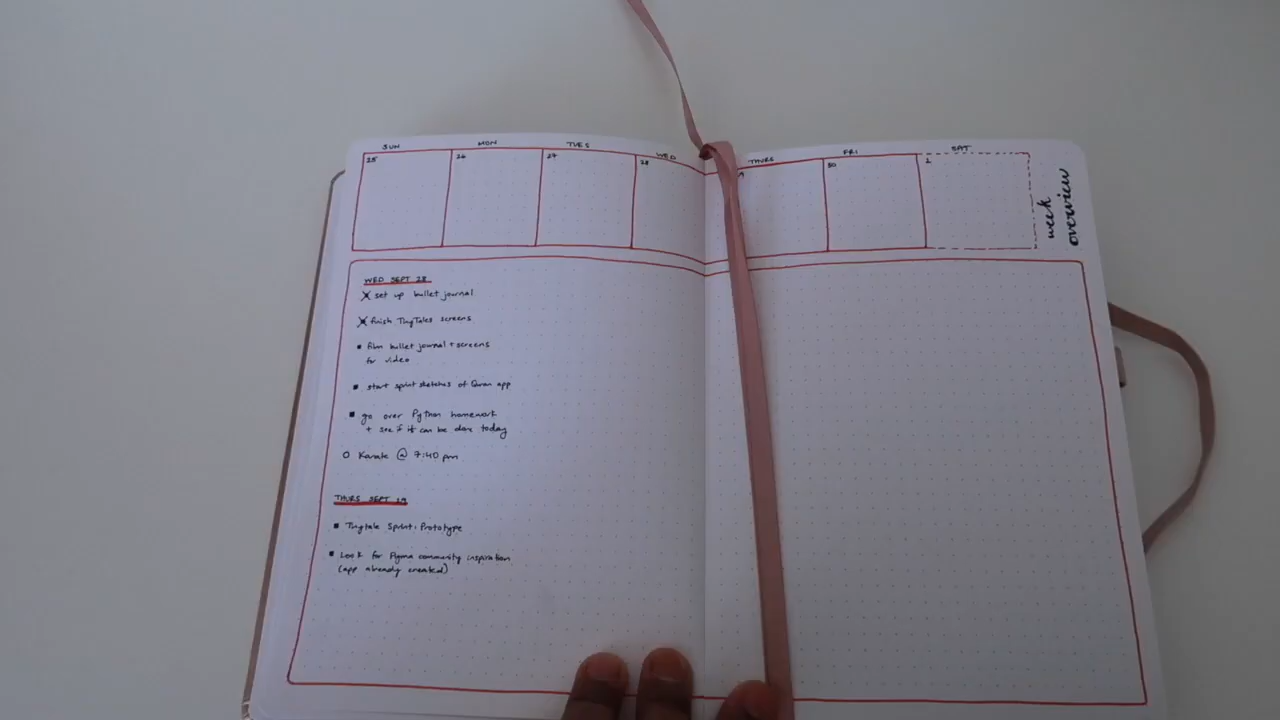 SUN MON TUES WED THURS FRI SAT
25 26 27 28 9 30 1
week
overview
WED SEPT 28
set up bullet journal
finish TinyTales screens
film bullet journal + screens
for video
start sprint sketches of Quran app
go over Python homework
+ see if it can be done today
Karate @ 7:40 pm
THURS SEPT 29
Tinytale Sprint: Prototype
Look for Figma community inspiration
(app already created)